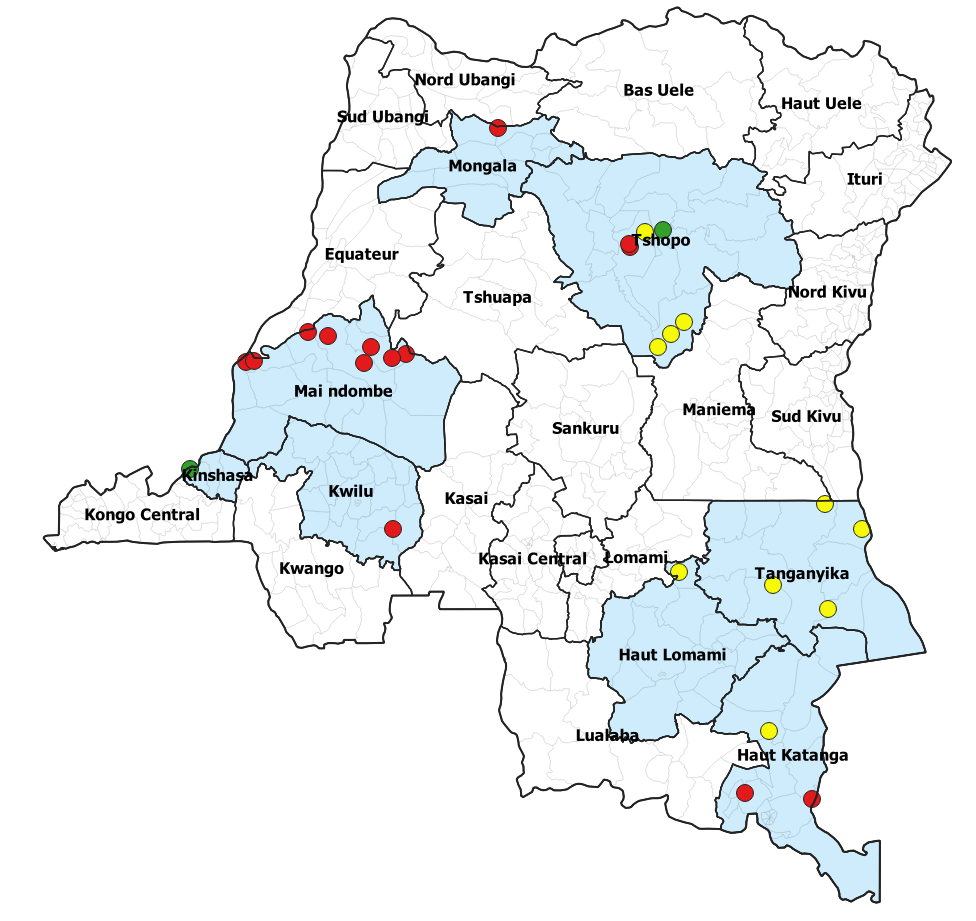 Nord Ubangi
Bas Uele
Haut Uele
Sud Ubangi
Mongala
Ituri
Tshopo
Equateur
Nord Kivu
Tshuapa
Mai ndombe
Maniema
Sud Kivu
Sankuru
Kinshasa
Kwilu
Kasai
Kongo Central
Kasai Central
Lomami
Kwango
Tanganyika
Haut Lomami
Lualaba
Haut Katanga